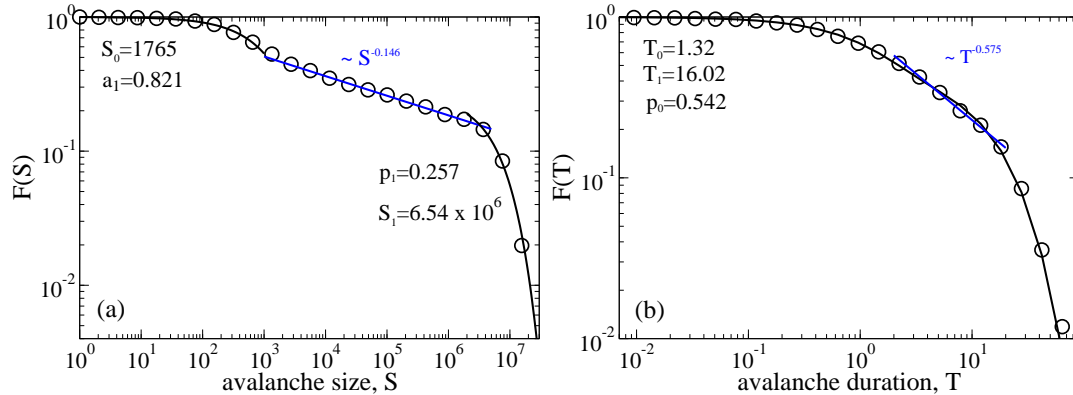 10^0
10^-1
10^-2
F(S)
S_0=1765
a_1=0.821
~ S^-0.146
p_1=0.257
S_1=6.54 x 10^6
(a)
10^0 10^1 10^2 10^3 10^4 10^5 10^6 10^7
avalanche size, S
10^0
10^-1
10^-2
F(T)
T_0=1.32
T_1=16.02
p_0=0.542
~ T^-0.575
(b)
10^-2 10^-1 10^0 10^1
avalanche duration, T